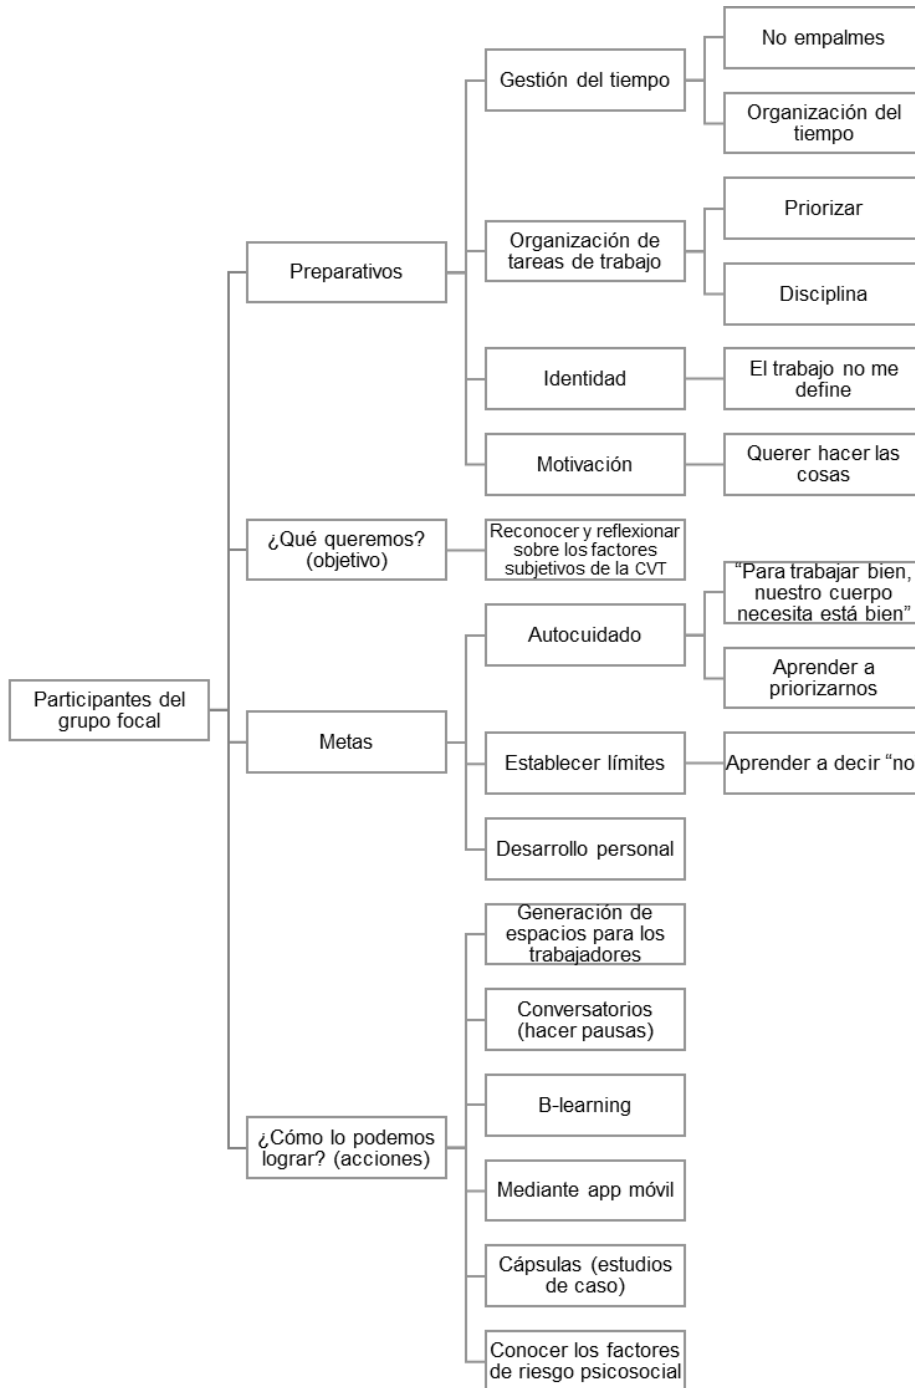 Participantes del
grupo focal
Preparativos
Gestión del tiempo
No empalmes
Organización del
tiempo
Organización de
tareas de trabajo
Priorizar
Disciplina
Identidad
El trabajo no me
define
Motivación
Querer hacer las
cosas
¿Qué queremos?
(objetivo)
Reconocer y reflexionar
sobre los factores
subjetivos de la CVT
Metas
Autocuidado
“Para trabajar bien,
nuestro cuerpo
necesita está bien”
Aprender a
priorizarnos
Establecer límites
Aprender a decir “no
Desarrollo personal
¿Cómo lo podemos
lograr? (acciones)
Generación de
espacios para los
trabajadores
Conversatorios
(hacer pausas)
B-learning
Mediante app móvil
Cápsulas (estudios
de caso)
Conocer los factores
de riesgo psicosocial